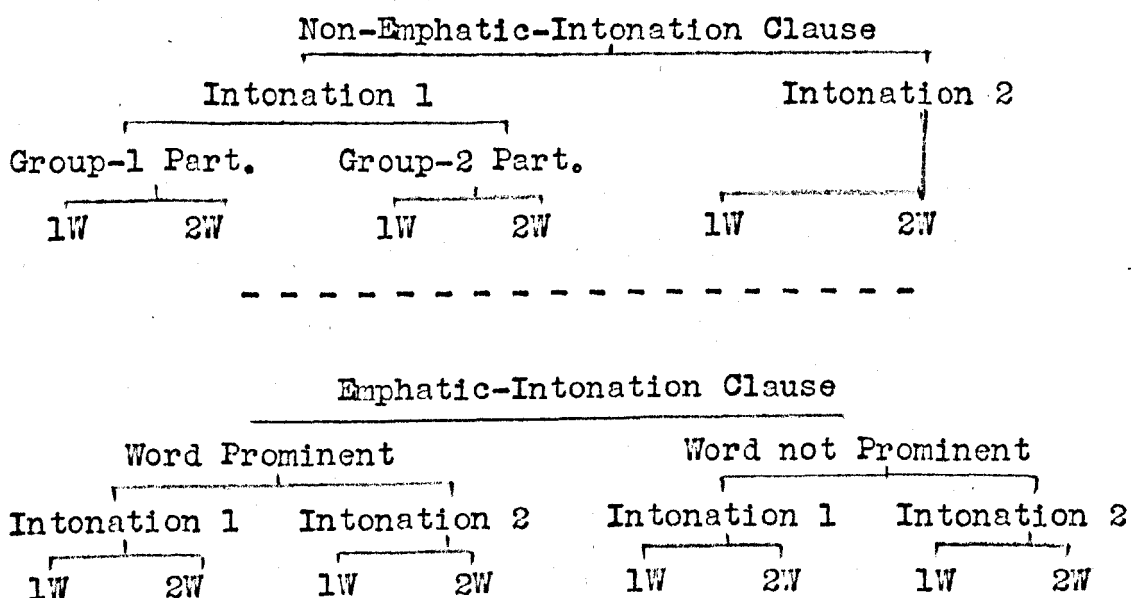 Non-Emphatic-Intonation Clause
Intonation 1 Intonation 2
Group-1 Part. Group-2 Part.
1W 2W 1W 2W 1W 2W
Emphatic-Intonation Clause
Word Prominent Word not Prominent
Intonation 1 Intonation 2 Intonation 1 Intonation 2
1W 2W 1W 2W 1W 2W 1W 2W